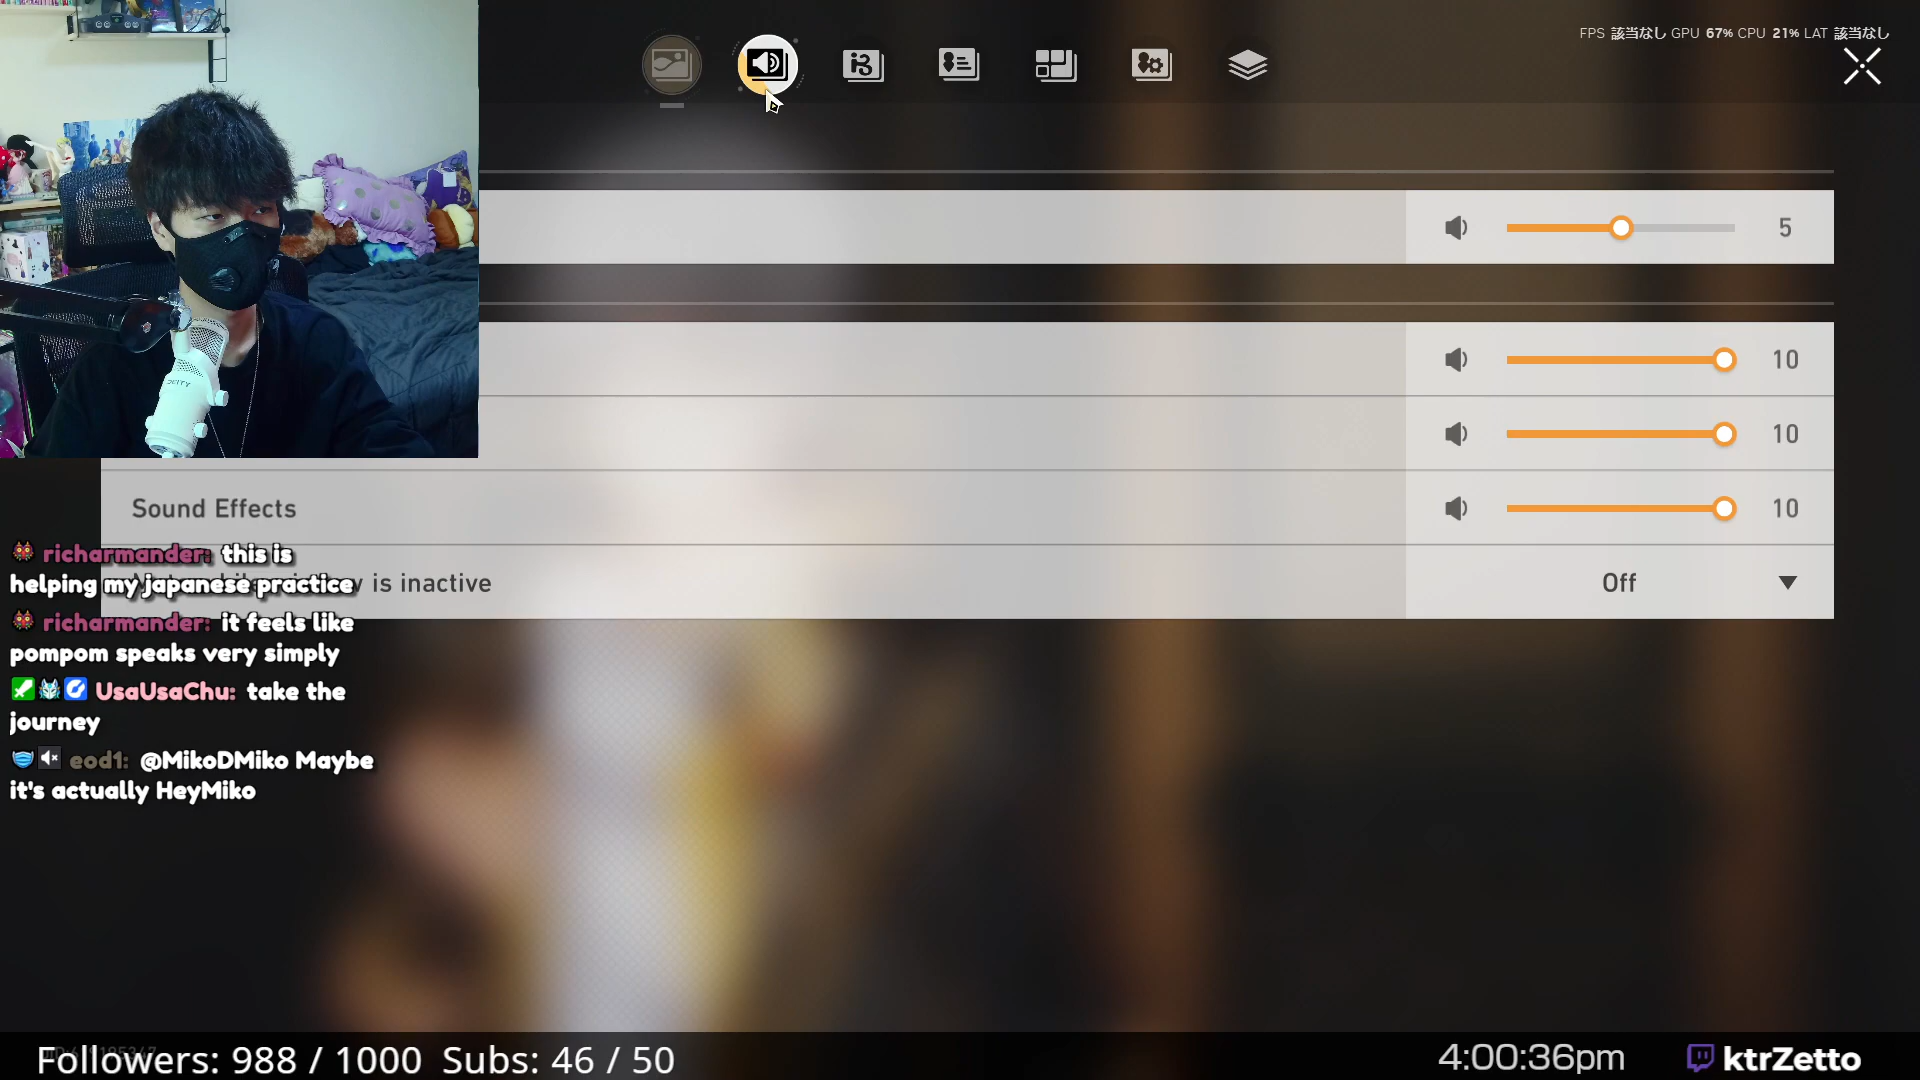 FPS 該当なし GPU 67% CPU 21% LAT 該当なし
5
10
10
Sound Effects 10
is inactive Off
richarmander: this is
helping my japanese practice
richarmander: it feels like
pompom speaks very simply
UsaUsaChu: take the
journey
eod1: @MikoDMiko Maybe
it's actually HeyMiko
DEITY
Followers: 988 / 1000 Subs: 46 / 50
4:00:36pm
ktrZetto